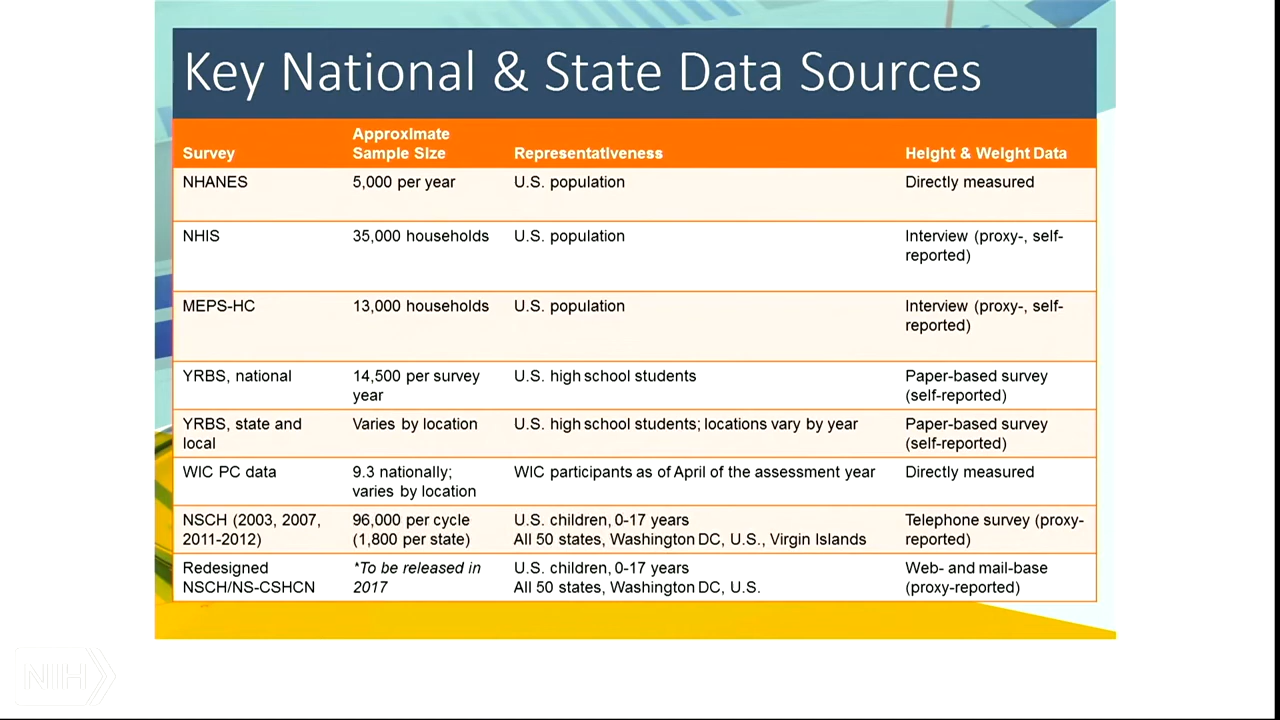 Key National & State Data Sources
Approximate
Survey Sample Size Representativeness Height & Weight Data
NHANES 5,000 per year U.S. population Directly measured
NHIS 35,000 households U.S. population Interview (proxy-, self-
reported)
MEPS-HC 13,000 households U.S. population Interview (proxy-, self-
reported)
YRBS, national 14,500 per survey U.S. high school students Paper-based survey
year (self-reported)
YRBS, state and Varies by location U.S. high school students; locations vary by year Paper-based survey
local (self-reported)
WIC PC data 9.3 nationally; WIC participants as of April of the assessment year Directly measured
varies by location
NSCH (2003, 2007, 96,000 per cycle U.S. children, 0-17 years Telephone survey (proxy-
2011-2012) (1,800 per state) All 50 states, Washington DC, U.S., Virgin Islands reported)
Redesigned *To be released in U.S. children, 0-17 years Web- and mail-base
NSCH/NS-CSHCN 2017 All 50 states, Washington DC, U.S. (proxy-reported)
NIH